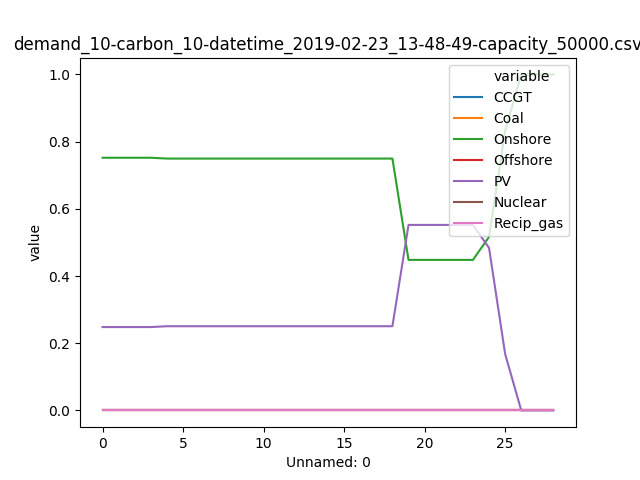 demand_10-carbon_10-datetime_2019-02-23_13-48-49-capacity_50000.csv
variable
CCGT
Coal
Onshore
Offshore
PV
Nuclear
Recip_gas
value
1.0
0.8
0.6
0.4
0.2
0.0
0 5 10 15 20 25
Unnamed: 0